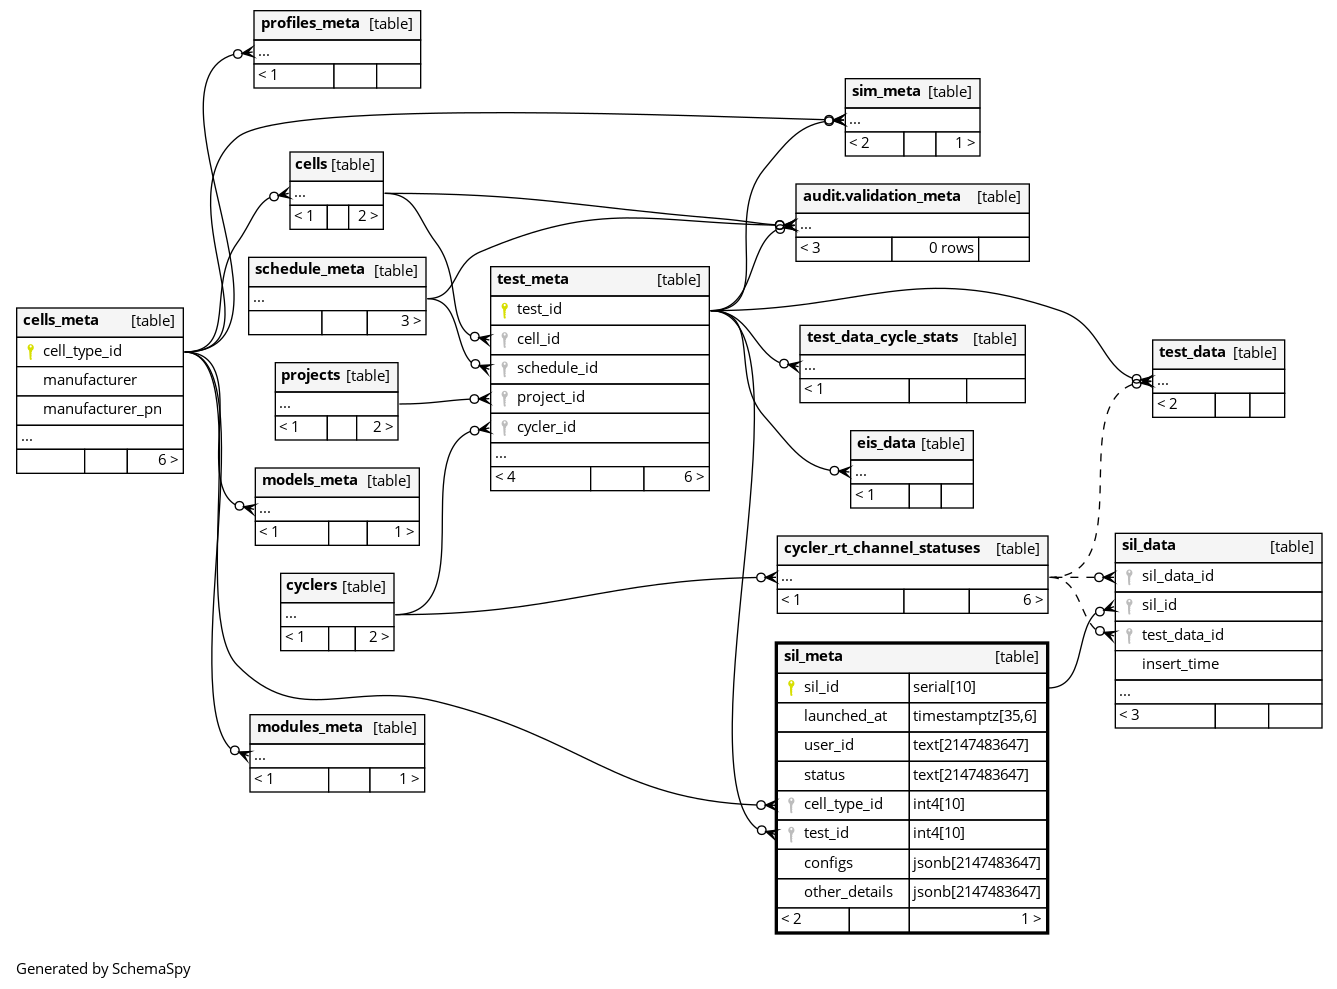 profiles_meta [table]
...
< 1
sim_meta [table]
...
< 2 1 >
cells [table]
...
< 1 2 >
audit.validation_meta [table]
...
< 3 0 rows
schedule_meta [table]
...
3 >
test_meta [table]
test_id
cell_id
schedule_id
project_id
cycler_id
...
< 4 6 >
cells_meta [table]
cell_type_id
manufacturer
manufacturer_pn
...
6 >
test_data_cycle_stats [table]
...
< 1
test_data [table]
...
< 2
projects [table]
...
< 1 2 >
eis_data [table]
...
< 1
models_meta [table]
...
< 1 1 >
cycler_rt_channel_statuses [table]
...
< 1 6 >
sil_data [table]
sil_data_id
sil_id
test_data_id
insert_time
...
< 3
cyclers [table]
...
< 1 2 >
sil_meta [table]
sil_id serial[10]
launched_at timestamptz[35,6]
user_id text[2147483647]
status text[2147483647]
cell_type_id int4[10]
test_id int4[10]
configs jsonb[2147483647]
other_details jsonb[2147483647]
< 2 1 >
modules_meta [table]
...
< 1 1 >
Generated by SchemaSpy